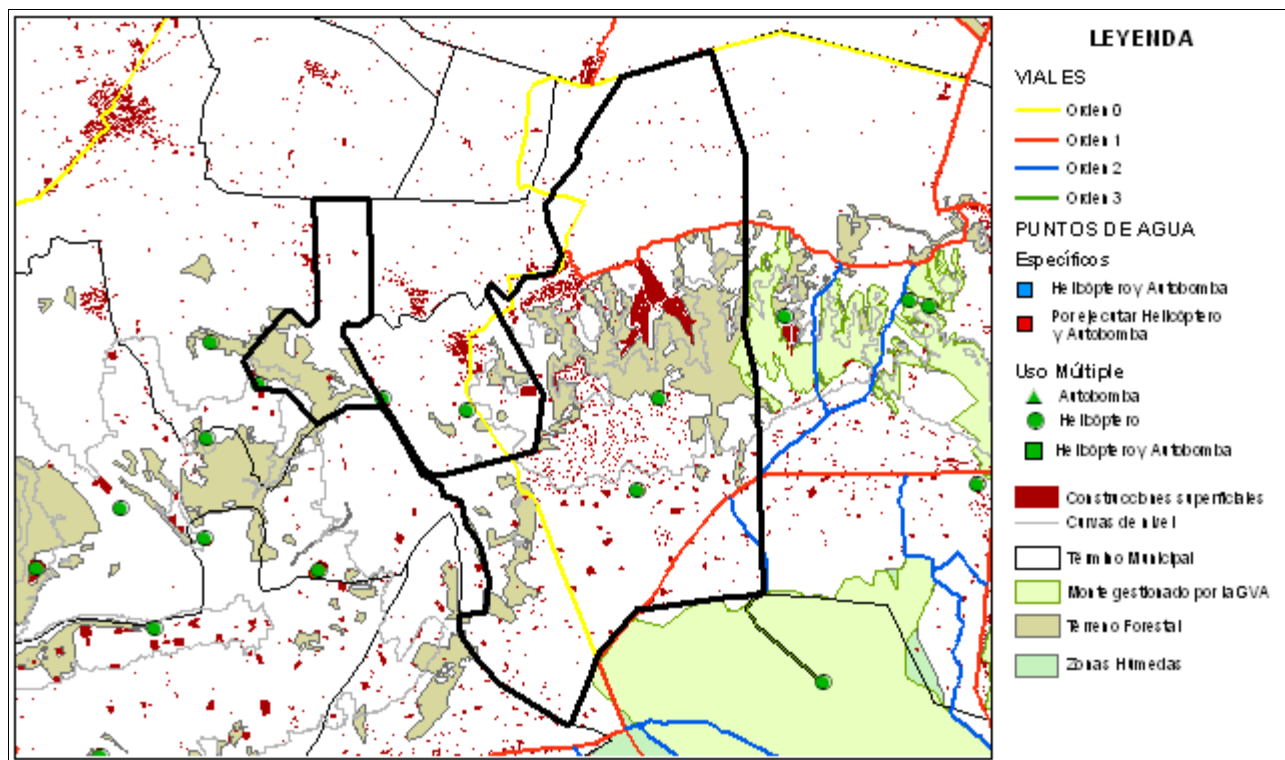 LEYENDA
VIALES
Orden 0
Orden 1
Orden 2
Orden 3
PUNTOS DE AGUA
Específicos
Helicóptero y Autobomba
Por ejecutar Helicóptero
y Autobomba
Uso Múltiple
Autobomba
Helicóptero
Helicóptero y Autobomba
Construcciones superficiales
Curvas de nivel
Término Municipal
Monte gestionado por la GVA
Terreno Forestal
Zonas Húmedas